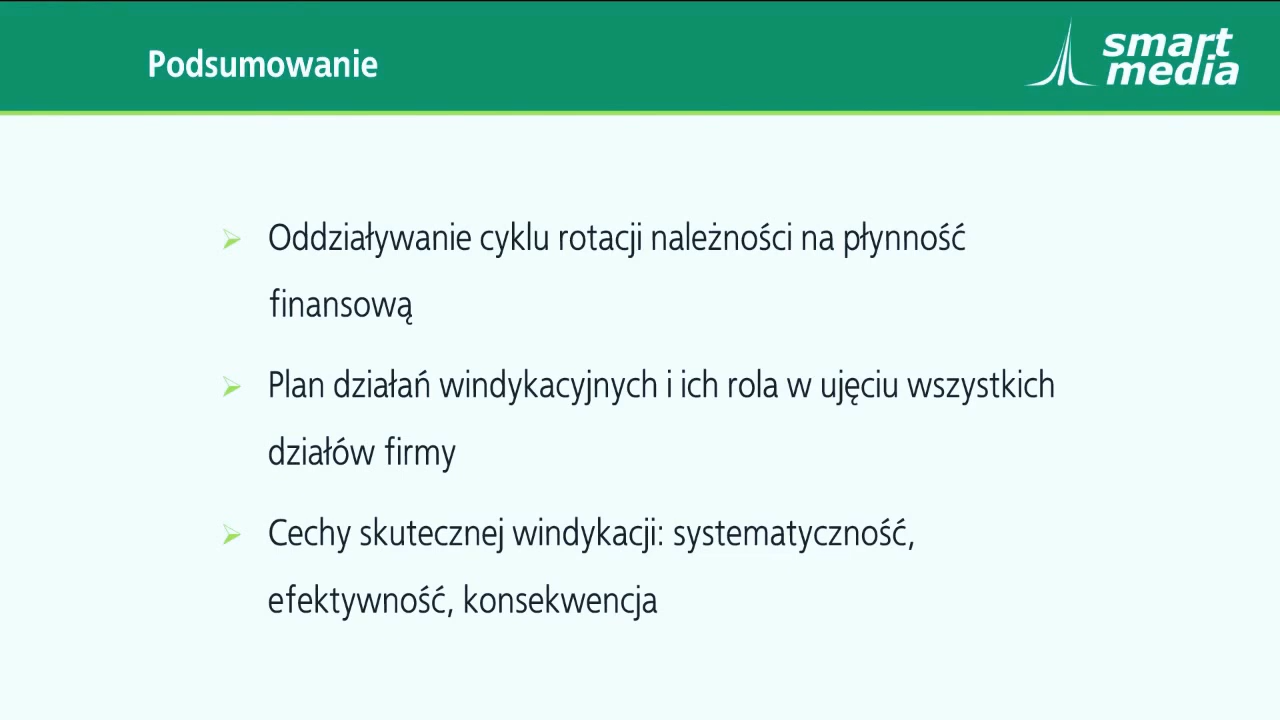 Podsumowanie
smart
media
Oddziaływanie cyklu rotacji należności na płynność
finansową
Plan działań windykacyjnych i ich rola w ujęciu wszystkich
działów firmy
Cechy skutecznej windykacji: systematyczność,
efektywność, konsekwencja